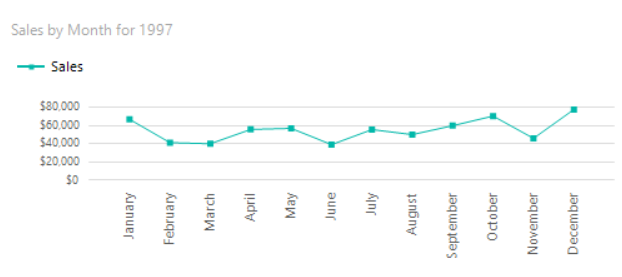 Sales by Month for 1997
Sales
$80,000
$60,000
$40,000
$20,000
$0
January
February
March
April
May
June
July
August
September
October
November
December